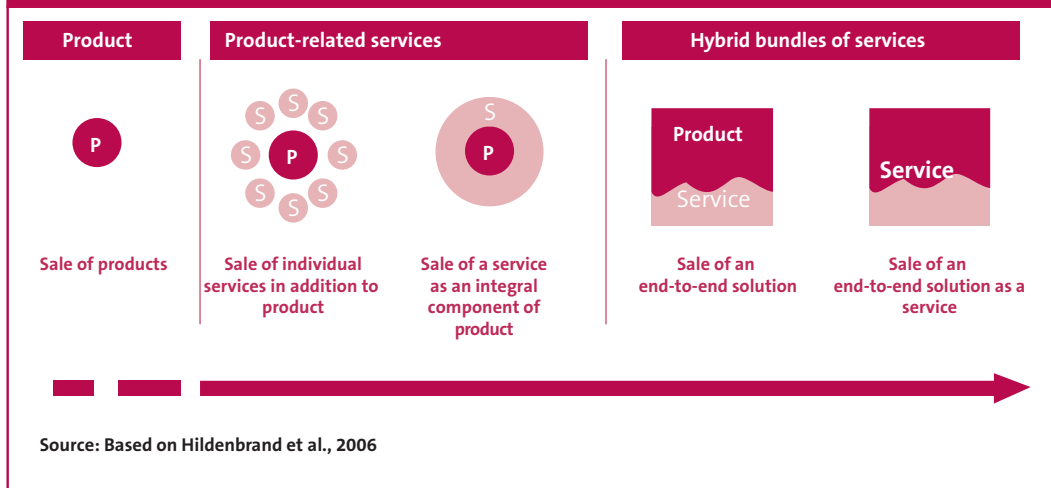 Product
Product-related services
Hybrid bundles of services
P
S
S
S
S
S
S
S
S
P
S
P
Product
Service
Service
Sale of products
Sale of individual
services in addition to
product
Sale of a service
as an integral
component of
product
Sale of an
end-to-end solution
Sale of an
end-to-end solution as a
service
Source: Based on Hildenbrand et al., 2006